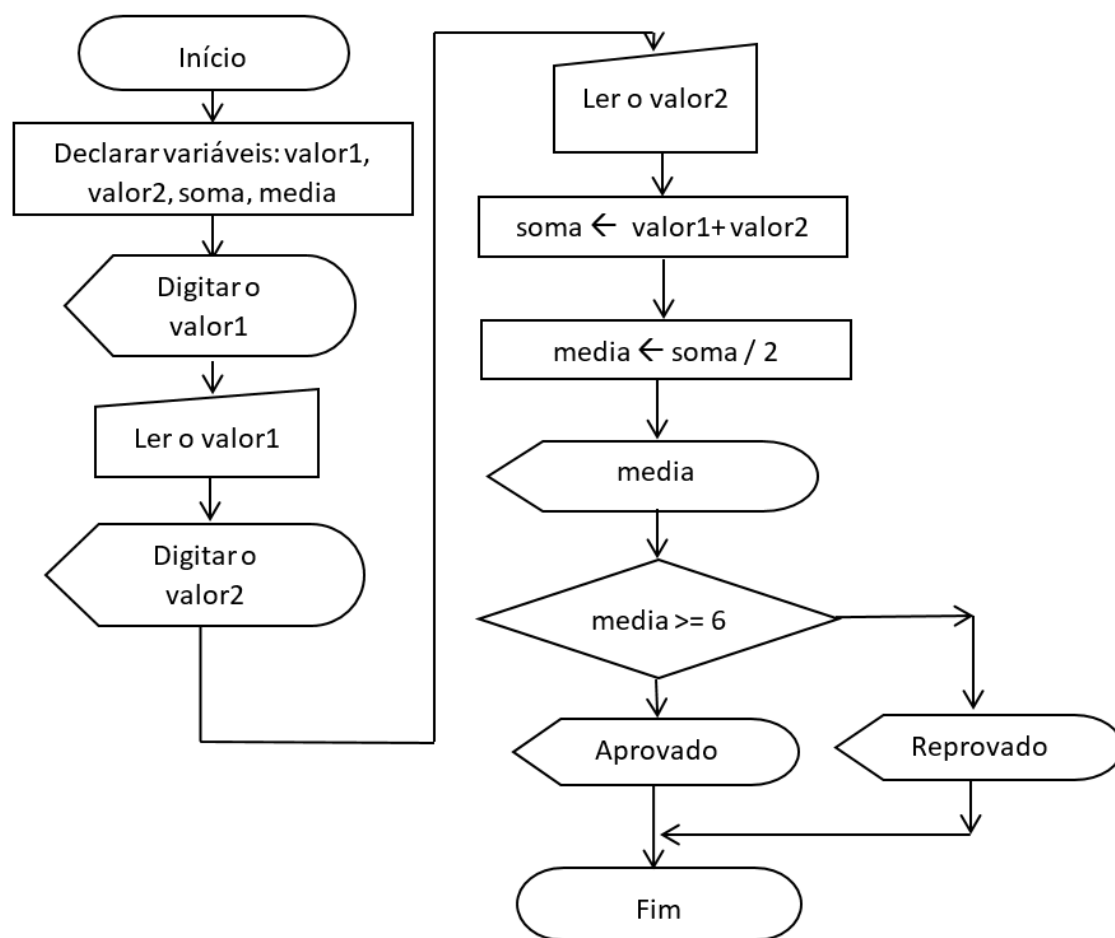 Início
Declarar variáveis: valor1,
valor2, soma, media
Digitar o
valor1
Ler o valor1
Digitar o
valor2
Ler o valor2
soma ← valor1+ valor2
media ← soma / 2
media
media >= 6
Aprovado
Reprovado
Fim